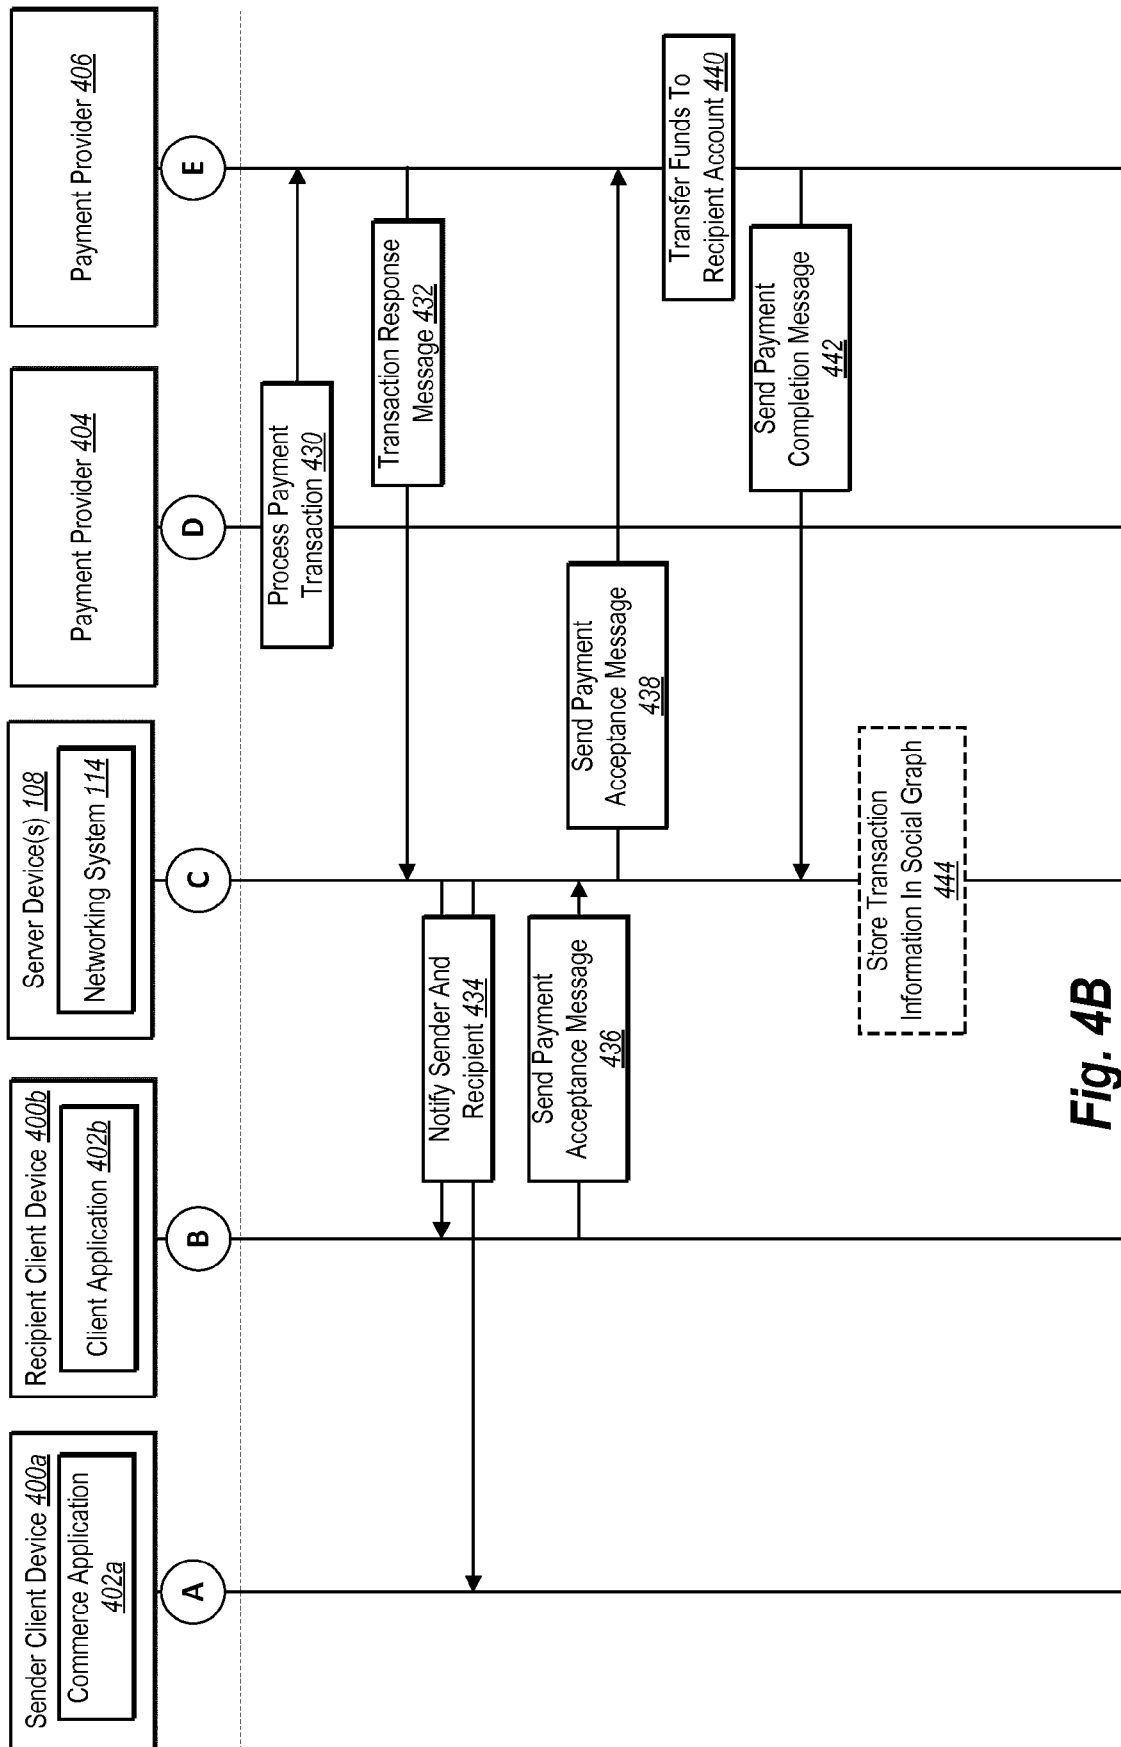 Sender Client Device 400a
Commerce Application
402a
Recipient Client Device 400b
Client Application 402b
Server Device(s) 108
Networking System 114
Payment Provider 404
Payment Provider 406
A
B
C
D
E
Process Payment
Transaction 430
Transaction Response
Message 432
Notify Sender And
Recipient 434
Send Payment
Acceptance Message
436
Send Payment
Acceptance Message
438
Transfer Funds To
Recipient Account 440
Send Payment
Completion Message
442
Store Transaction
Information In Social Graph
444
Fig. 4B